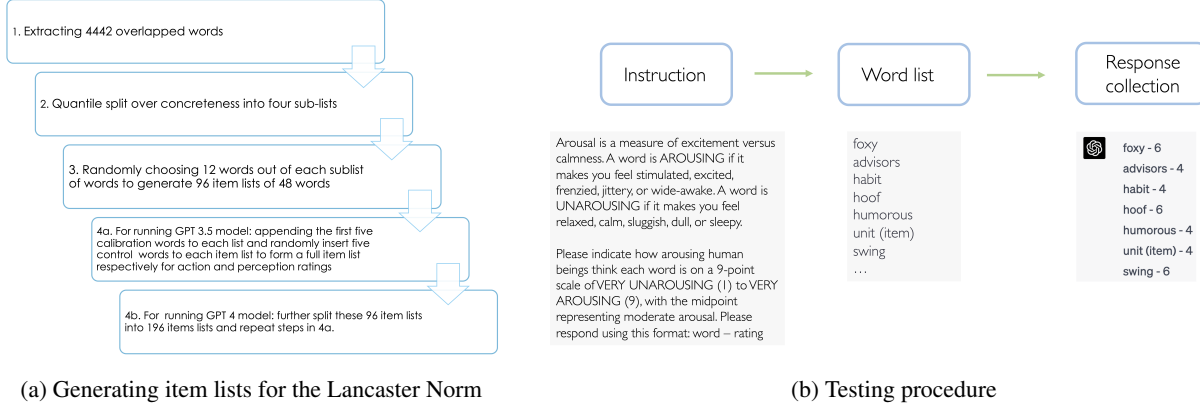 1. Extracting 4442 overlapped words
2. Quantile split over concreteness into four sub-lists
3. Randomly choosing 12 words out of each sublist
of words to generate 96 item lists of 48 words
4a. For running GPT 3.5 model: appending the first five
calibration words to each list and randomly insert five
control words to each item list to form a full item list
respectively for action and perception ratings
4b. For running GPT 4 model: further split these 96 item lists
into 196 items lists and repeat steps in 4a.
(a) Generating item lists for the Lancaster Norm
Instruction
Arousal is a measure of excitement versus
calmness. A word is AROUSING if it
makes you feel stimulated, excited,
frenzied, jittery, or wide-awake. A word is
UNAROUSING if it makes you feel
relaxed, calm, sluggish, dull, or sleepy.
Please indicate how arousing human
beings think each word is on a 9-point
scale of VERY UNAROUSING (1) to VERY
AROUSING (9), with the midpoint
representing moderate arousal. Please
respond using this format: word – rating
Word list
foxy
advisors
habit
hoof
humorous
unit (item)
swing
…
Response
collection
foxy - 6
advisors - 4
habit - 4
hoof - 6
humorous - 4
unit (item) - 4
swing - 6
(b) Testing procedure